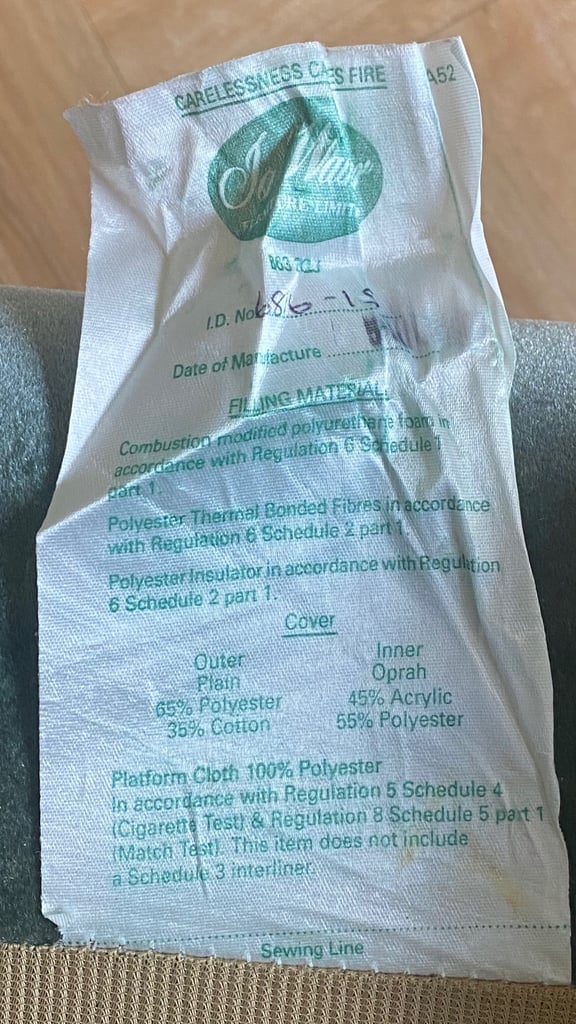 CARELESSNESS CAUSES FIRE
A52
I.D. No 686-15
Date of Manufacture
FILLING MATERIAL
Combustion modified polyurethane foam in
accordance with Regulation 6 Schedule 1
part 1.
Polyester Thermal Bonded Fibres in accordance
with Regulation 6 Schedule 2 part 1.
Polyester Insulator in accordance with Regulation
6 Schedule 2 part 1.
Cover
Outer
Plain
65% Polyester
35% Cotton
Inner
Oprah
45% Acrylic
55% Polyester
Platform Cloth 100% Polyester
In accordance with Regulation 5 Schedule 4
(Cigarette Test) & Regulation 8 Schedule 5 part 1
(Match Test). This item does not include
a Schedule 3 interliner.
Sewing Line